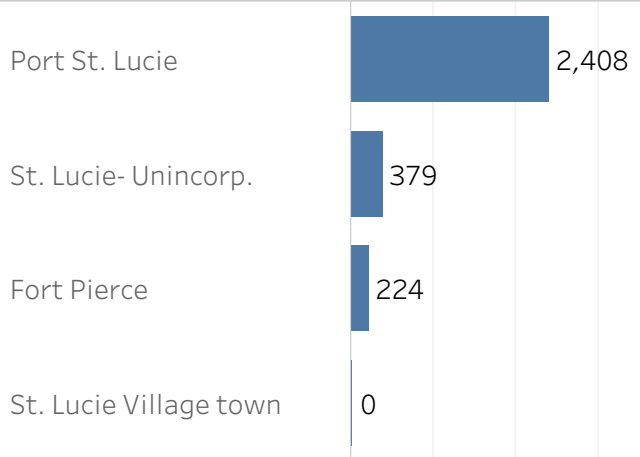 Port St. Lucie 2,408
St. Lucie- Unincorp. 379
Fort Pierce 224
St. Lucie Village town 0